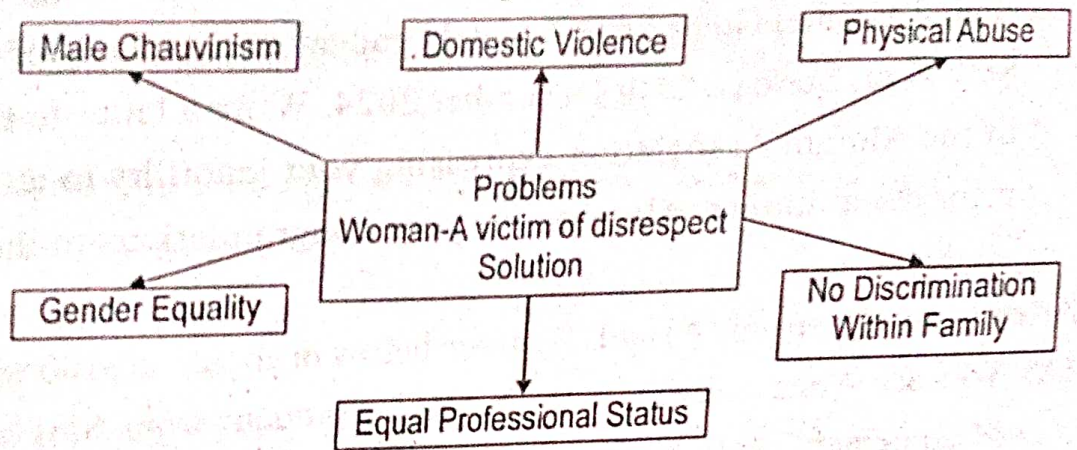 Male Chauvinism
Domestic Violence
Physical Abuse
Problems
Woman-A victim of disrespect
Solution
Gender Equality
No Discrimination
Within Family
Equal Professional Status